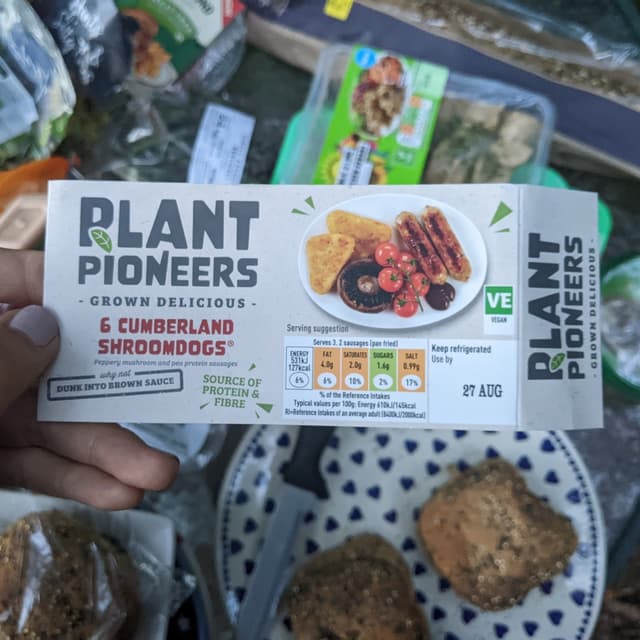 PLANT
PIONEERS
- GROWN DELICIOUS -
6 CUMBERLAND
SHROOMDOGS®
Peppery mushroom and pea protein sausages
why not
DUNK INTO BROWN SAUCE
SOURCE OF
PROTEIN &
FIBRE
VE
VEGAN
Serving suggestion
Serves 3, 2 sausages (pan fried)
ENERGY 531kJ 127kcal 6%
FAT 4.0g 6%
SATURATES 2.0g 10%
SUGARS 1.6g 2%
SALT 0.99g 17%
% of the Reference Intakes
Typical values per 100g: Energy 610kJ/145kcal
RI=Reference Intakes of an average adult (8400kJ/2000kcal)
Keep refrigerated
Use by
27 AUG
PLANT
PIONEERS
- GROWN DELICIOUS -